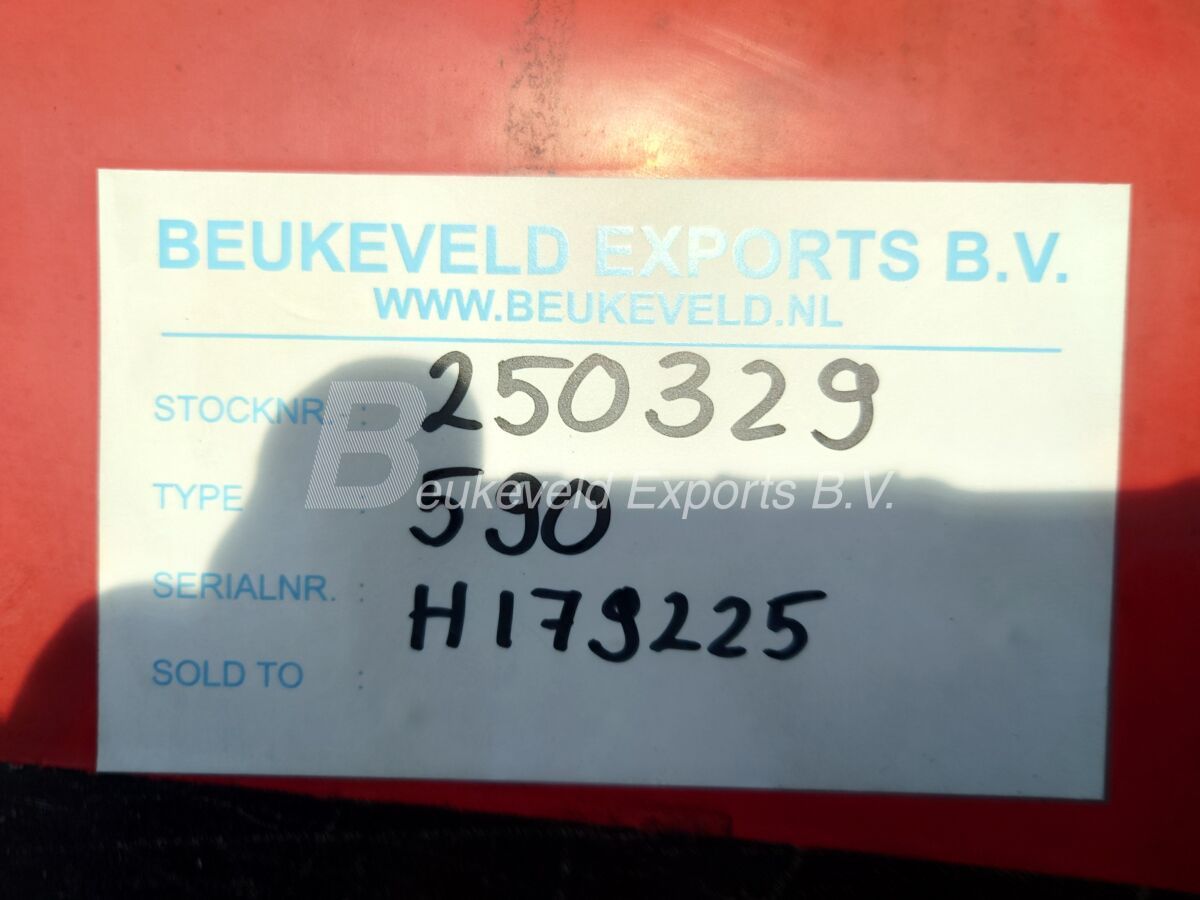 BEUKEVELD EXPORTS B.V.
WWW.BEUKEVELD.NL
STOCKNR. : 250329
TYPE : 590
Beukeveld Exports B.V.
SERIALNR. : H179225
SOLD TO :